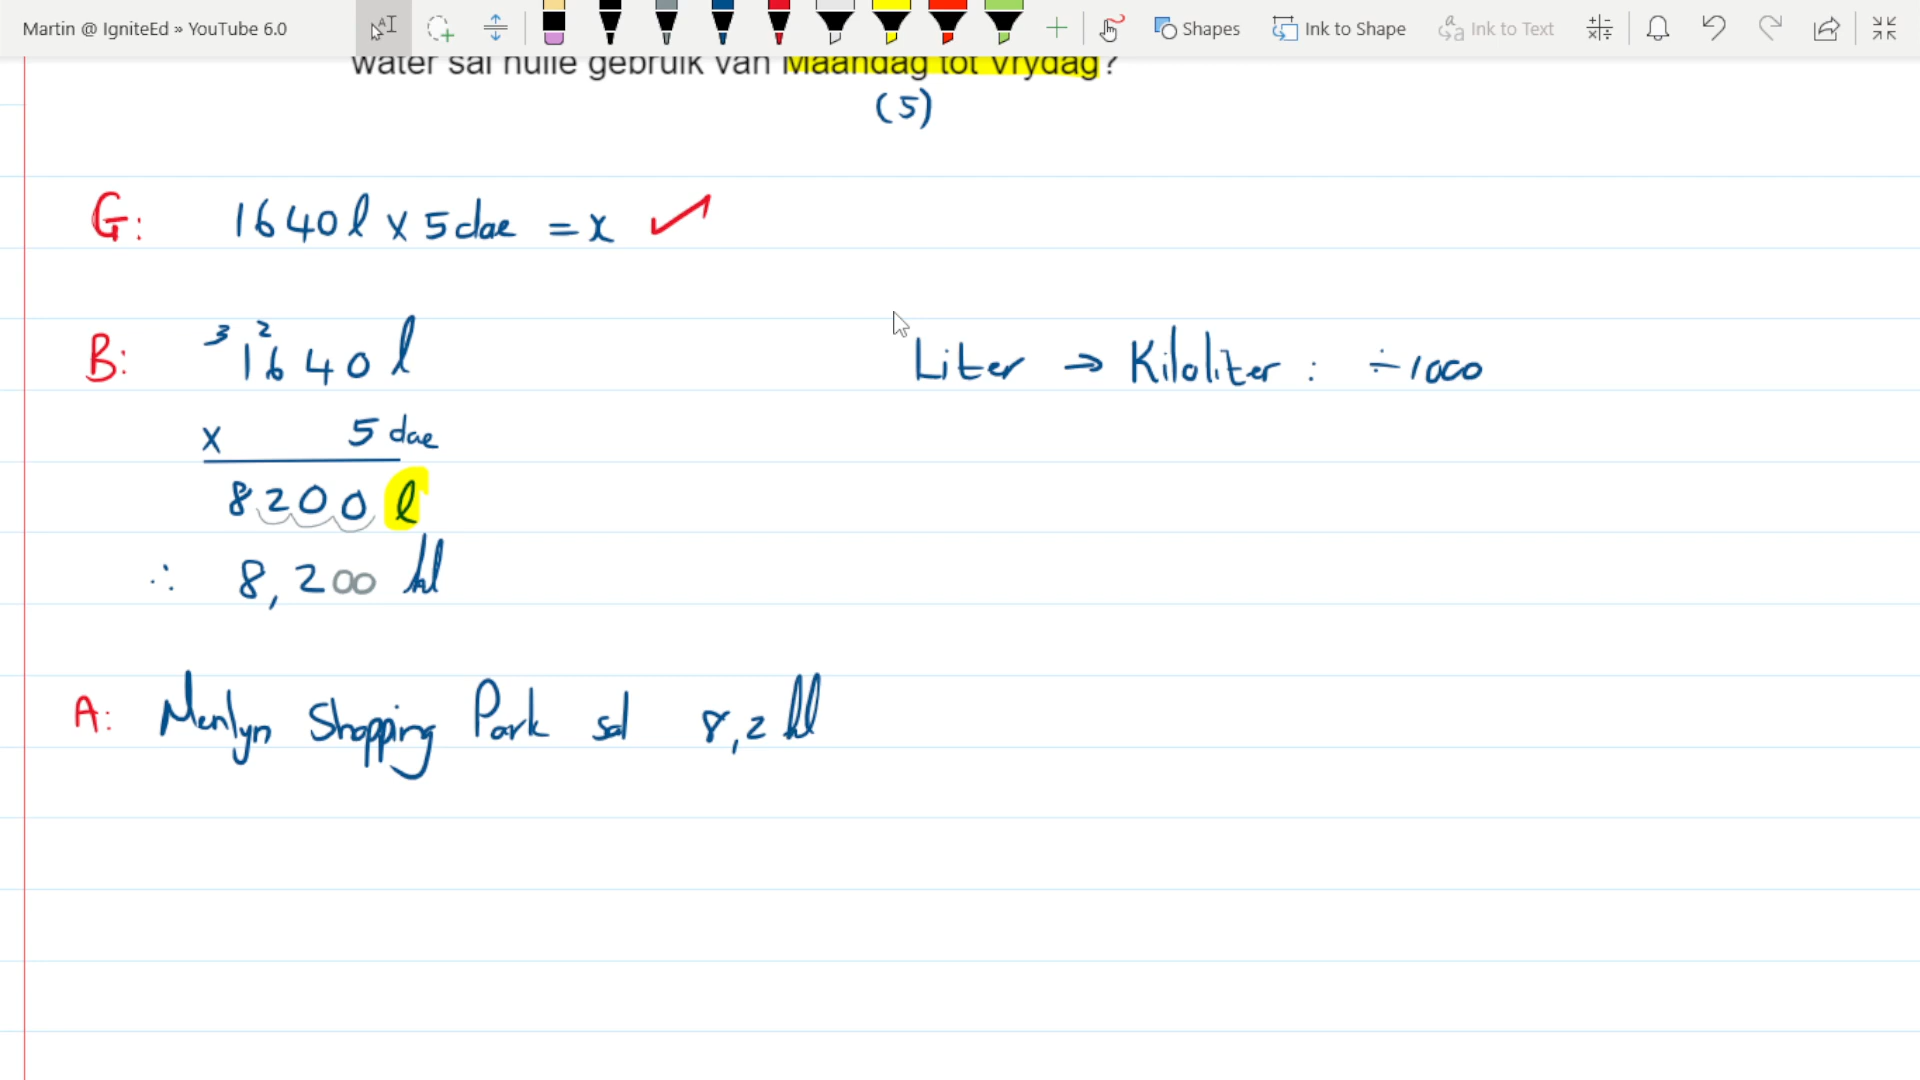 Martin @ IgniteEd » YouTube 6.0
Shapes
Ink to Shape
Ink to Text
water sal hulle gebruik van Maandag tot Vrydag?
(5)
G: 1640 l x 5 dae = x ✓
3 2
B: 1640 l
Liter → Kiloliter : ÷ 1000
x 5 dae
8200 l
∴ 8,200 kl
A: Menlyn Shopping Park sal 8,2 kl